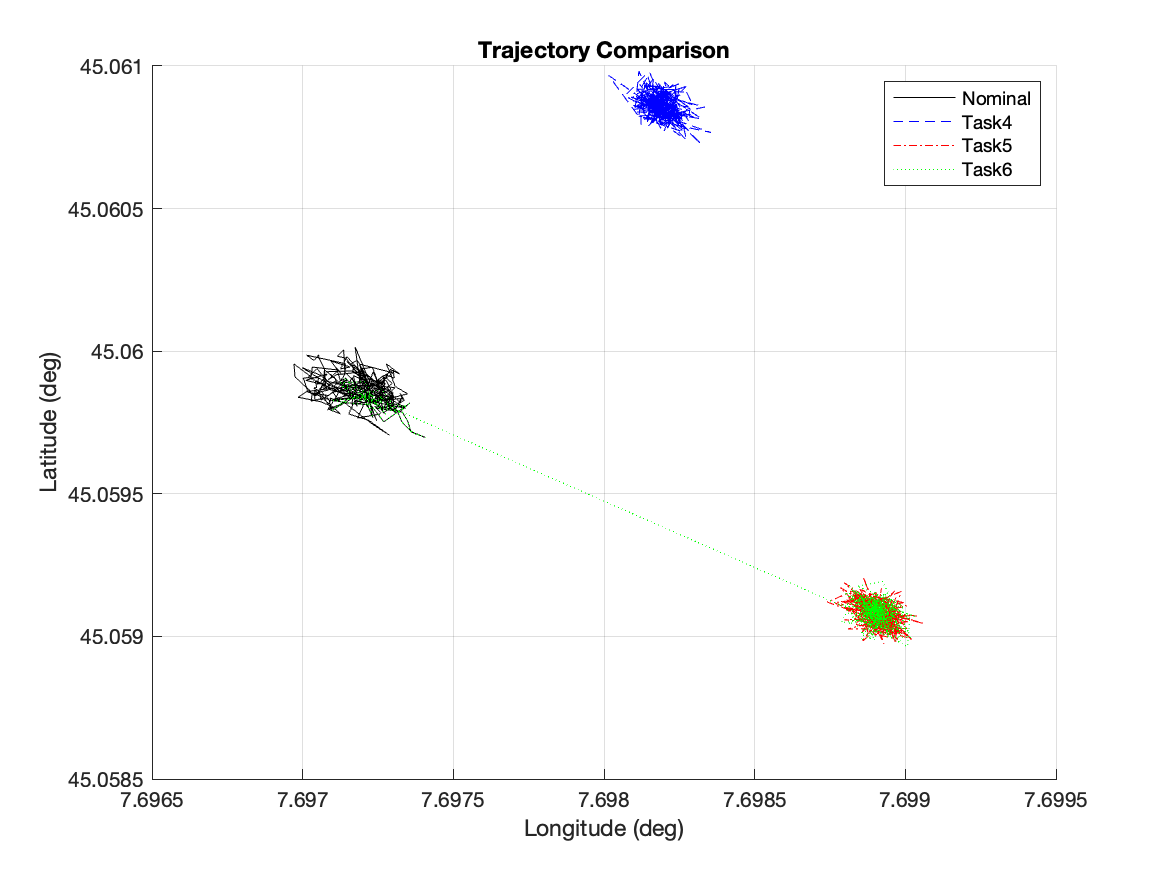 Trajectory Comparison
45.061
45.0605
45.06
45.0595
45.059
45.0585
Latitude (deg)
Nominal
Task4
Task5
Task6
7.6965
7.697
7.6975
7.698
7.6985
7.699
7.6995
Longitude (deg)